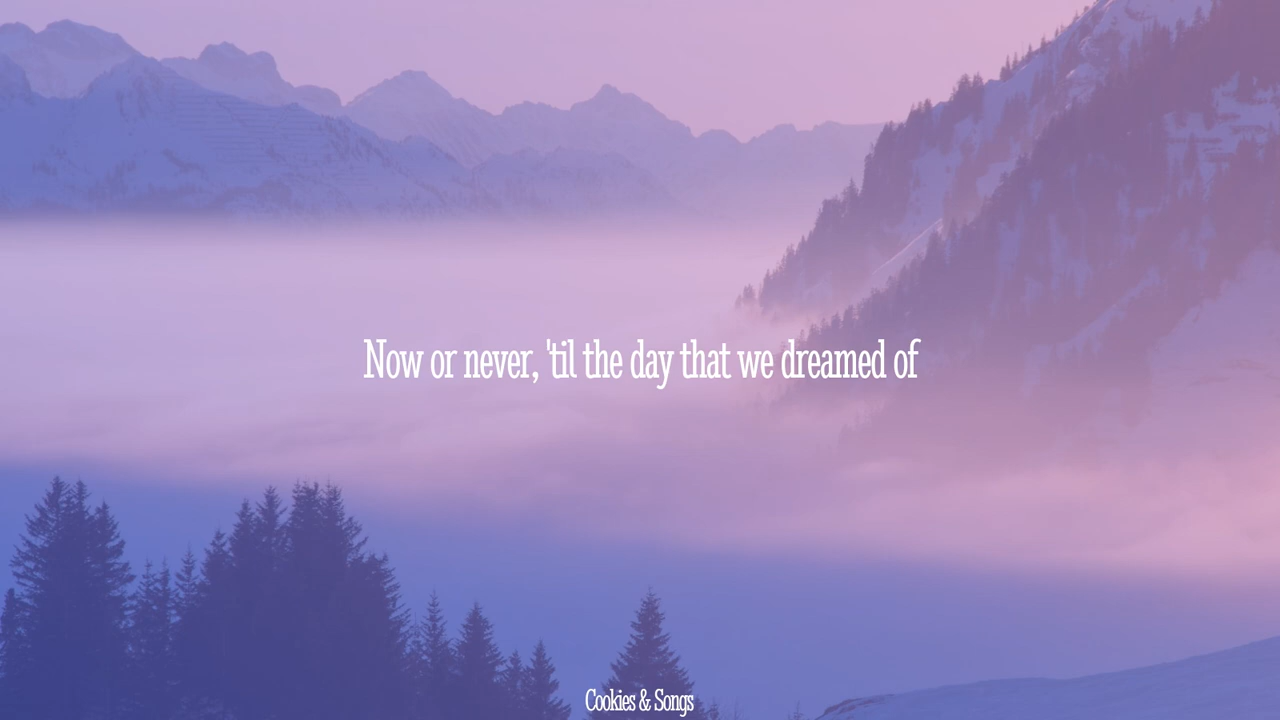 Now or never, 'til the day that we dreamed of
Cookies & Songs